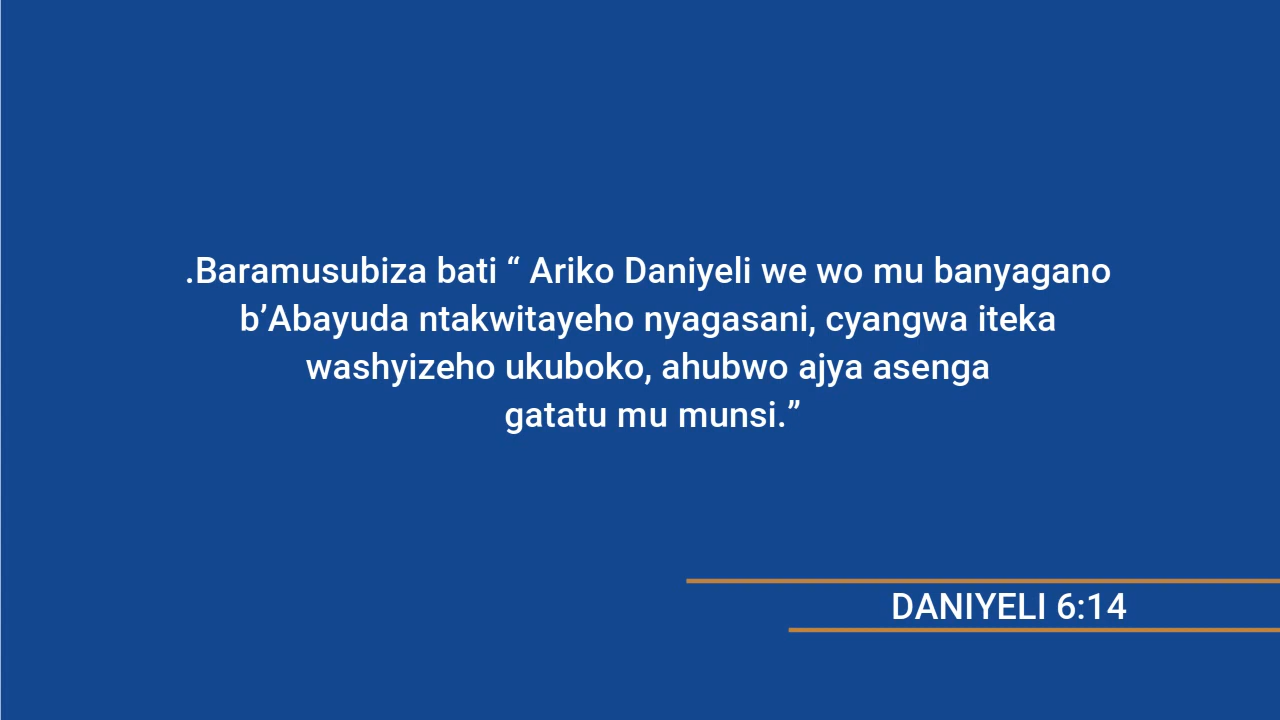 .Baramusubiza bati “ Ariko Daniyeli we wo mu banyagano
b’Abayuda ntakwitayeho nyagasani, cyangwa iteka
washyizeho ukuboko, ahubwo ajya asenga
gatatu mu munsi.”
DANIYELI 6:14